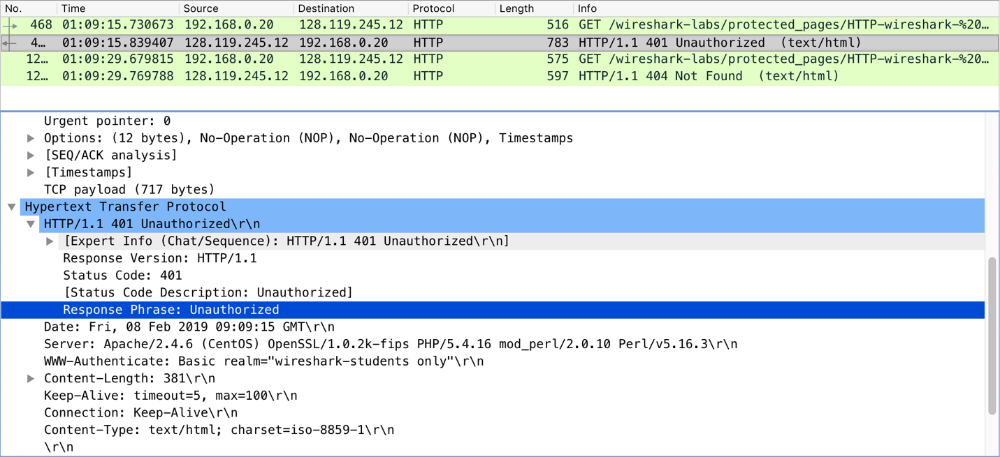 No. Time Source Destination Protocol Length Info
468 01:09:15.730673 192.168.0.20 128.119.245.12 HTTP 516 GET /wireshark-labs/protected_pages/HTTP-wireshark-%20…
4… 01:09:15.839407 128.119.245.12 192.168.0.20 HTTP 783 HTTP/1.1 401 Unauthorized  (text/html)
12… 01:09:29.679815 192.168.0.20 128.119.245.12 HTTP 575 GET /wireshark-labs/protected_pages/HTTP-wireshark-%20…
12… 01:09:29.769788 128.119.245.12 192.168.0.20 HTTP 597 HTTP/1.1 404 Not Found  (text/html)
Urgent pointer: 0
Options: (12 bytes), No-Operation (NOP), No-Operation (NOP), Timestamps
[SEQ/ACK analysis]
[Timestamps]
TCP payload (717 bytes)
Hypertext Transfer Protocol
HTTP/1.1 401 Unauthorized\r\n
[Expert Info (Chat/Sequence): HTTP/1.1 401 Unauthorized\r\n]
Response Version: HTTP/1.1
Status Code: 401
[Status Code Description: Unauthorized]
Response Phrase: Unauthorized
Date: Fri, 08 Feb 2019 09:09:15 GMT\r\n
Server: Apache/2.4.6 (CentOS) OpenSSL/1.0.2k-fips PHP/5.4.16 mod_perl/2.0.10 Perl/v5.16.3\r\n
WWW-Authenticate: Basic realm="wireshark-students only"\r\n
Content-Length: 381\r\n
Keep-Alive: timeout=5, max=100\r\n
Connection: Keep-Alive\r\n
Content-Type: text/html; charset=iso-8859-1\r\n
\r\n